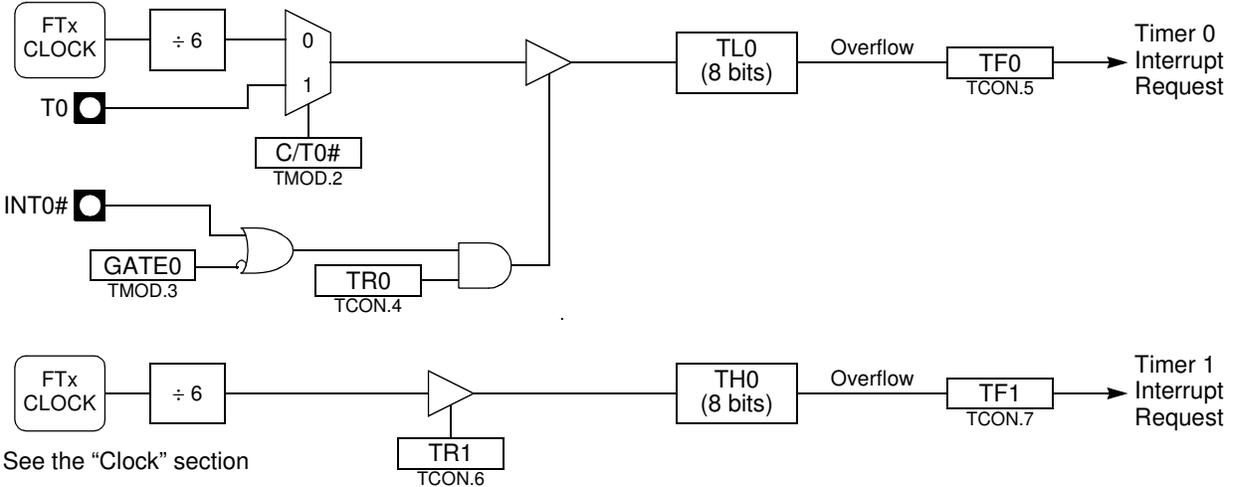 FTx
CLOCK
÷ 6
0
1
T0
C/T0#
TMOD.2
TL0
(8 bits)
Overflow
TF0
TCON.5
Timer 0
Interrupt
Request
INT0#
GATE0
TMOD.3
TR0
TCON.4
FTx
CLOCK
÷ 6
TR1
TCON.6
TH0
(8 bits)
Overflow
TF1
TCON.7
Timer 1
Interrupt
Request
See the “Clock” section